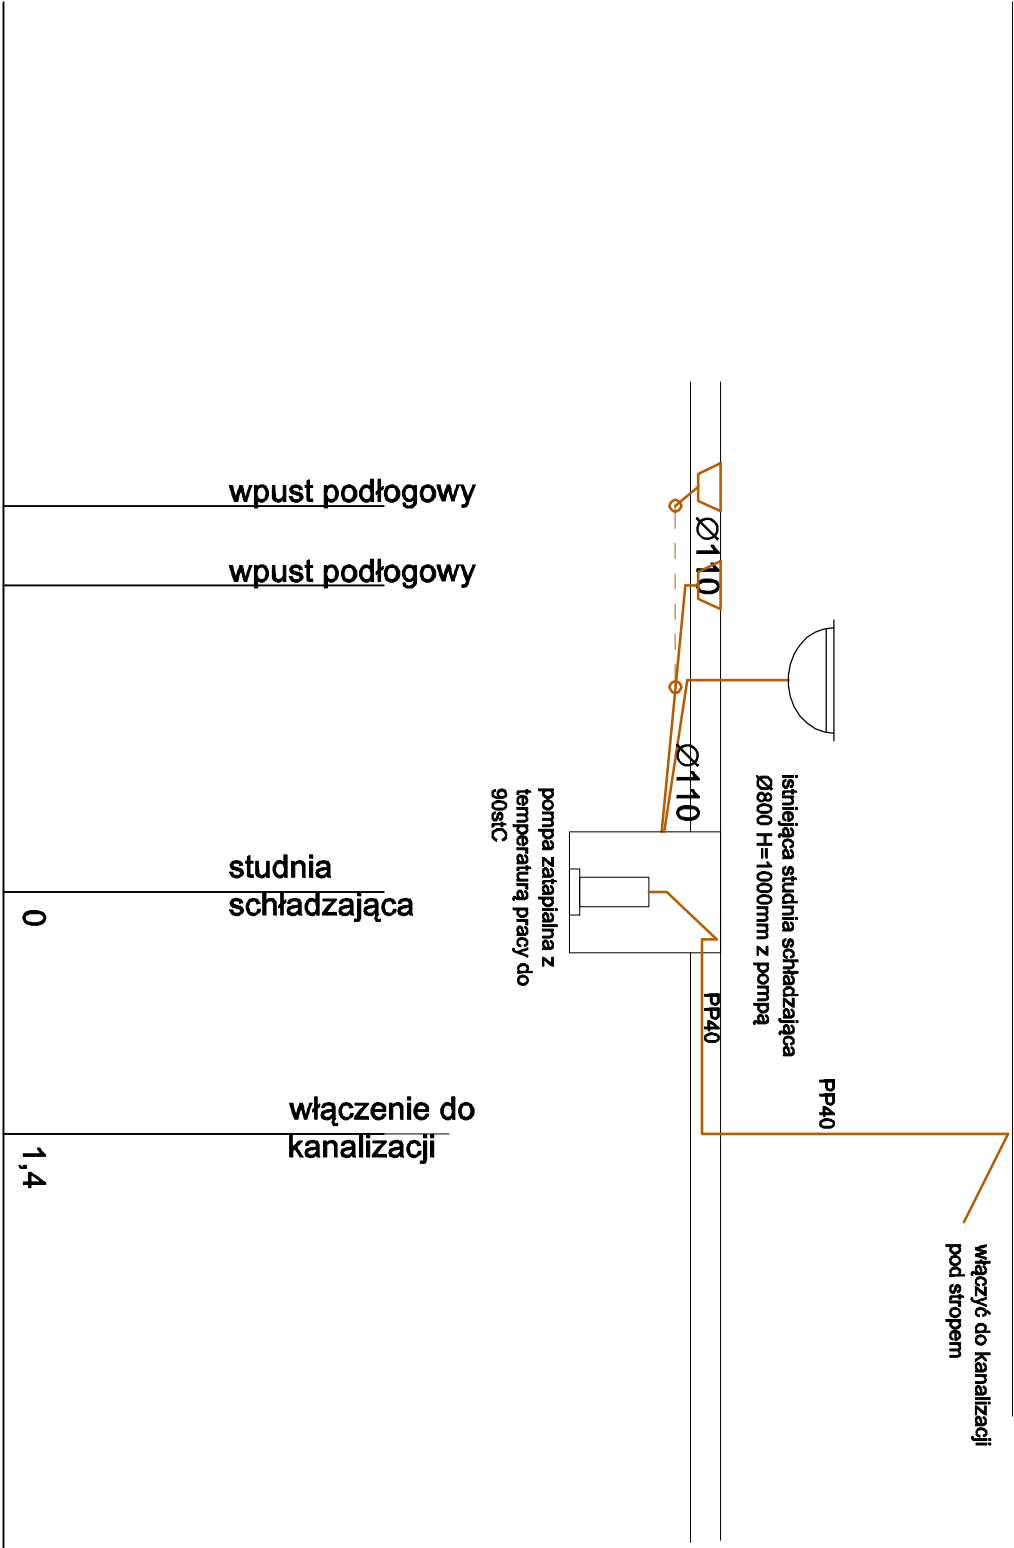 wpust podłogowy
wpust podłogowy
studnia
schładzająca
0
włączenie do
kanalizacji
1,4
Ø110
Ø110
istniejąca studnia schładzająca
Ø800 H=1000mm z pompą
pompa zatapialna z
temperaturą pracy do
90stC
PP40
PP40
włączyć do kanalizacji
pod stropem